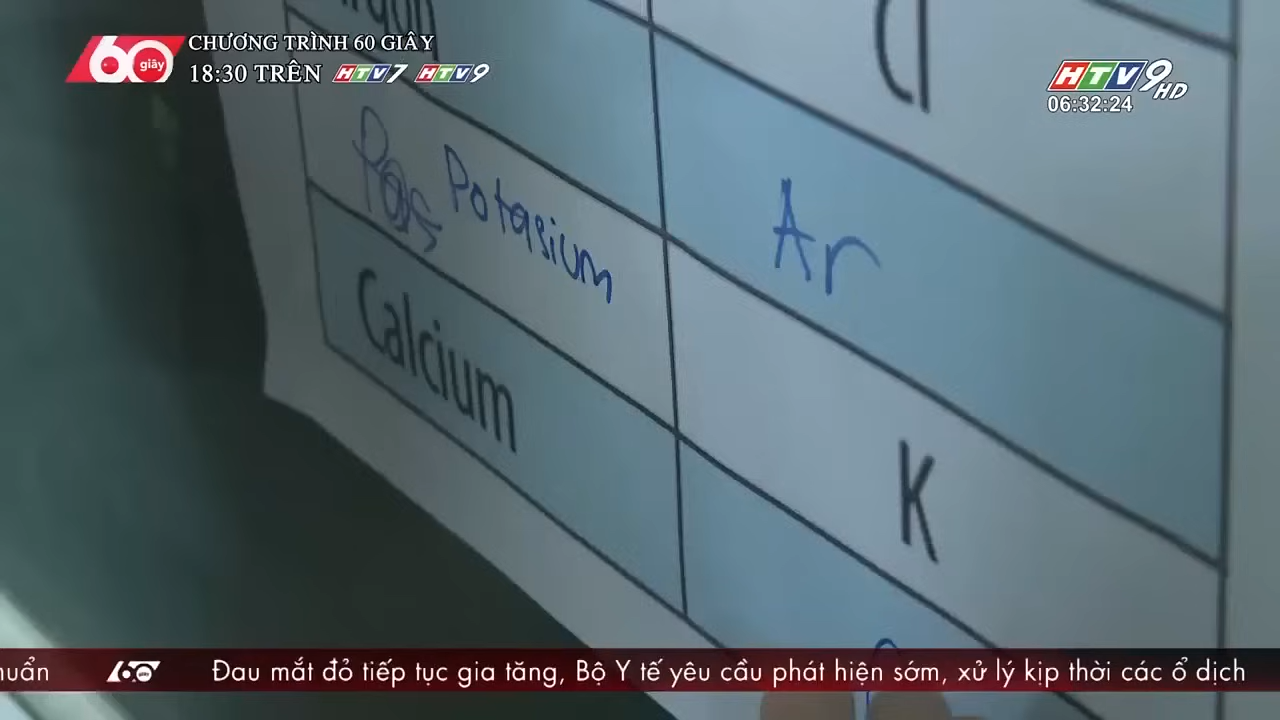 60 giây
CHƯƠNG TRÌNH 60 GIÂY
18:30 TRÊN HTV7 HTV9
HTV9 HD
06:32:24
Cl
Ar
Potasium
K
Calcium
60 giây Đau mắt đỏ tiếp tục gia tăng, Bộ Y tế yêu cầu phát hiện sớm, xử lý kịp thời các ổ dịch